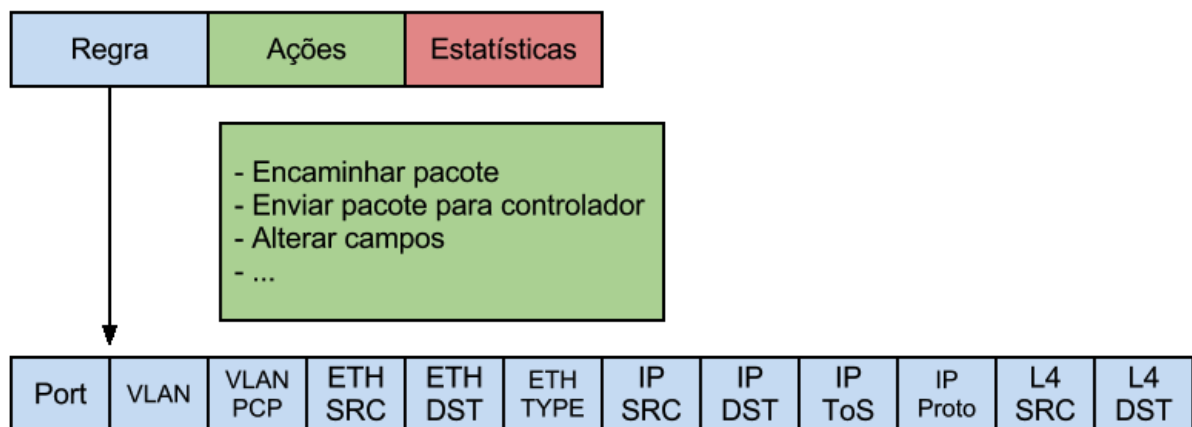 Regra Ações Estatísticas
- Encaminhar pacote
- Enviar pacote para controlador
- Alterar campos
- ...
Port VLAN VLAN PCP ETH SRC ETH DST ETH TYPE IP SRC IP DST IP ToS IP Proto L4 SRC L4 DST